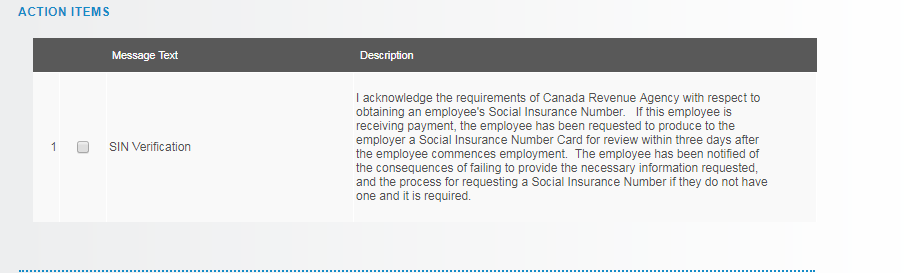 ACTION ITEMS
Message Text Description
I acknowledge the requirements of Canada Revenue Agency with respect to
obtaining an employee's Social Insurance Number.   If this employee is
receiving payment, the employee has been requested to produce to the
employer a Social Insurance Number Card for review within three days after
1 SIN Verification
the employee commences employment.  The employee has been notified of
the consequences of failing to provide the necessary information requested,
and the process for requesting a Social Insurance Number if they do not have
one and it is required.